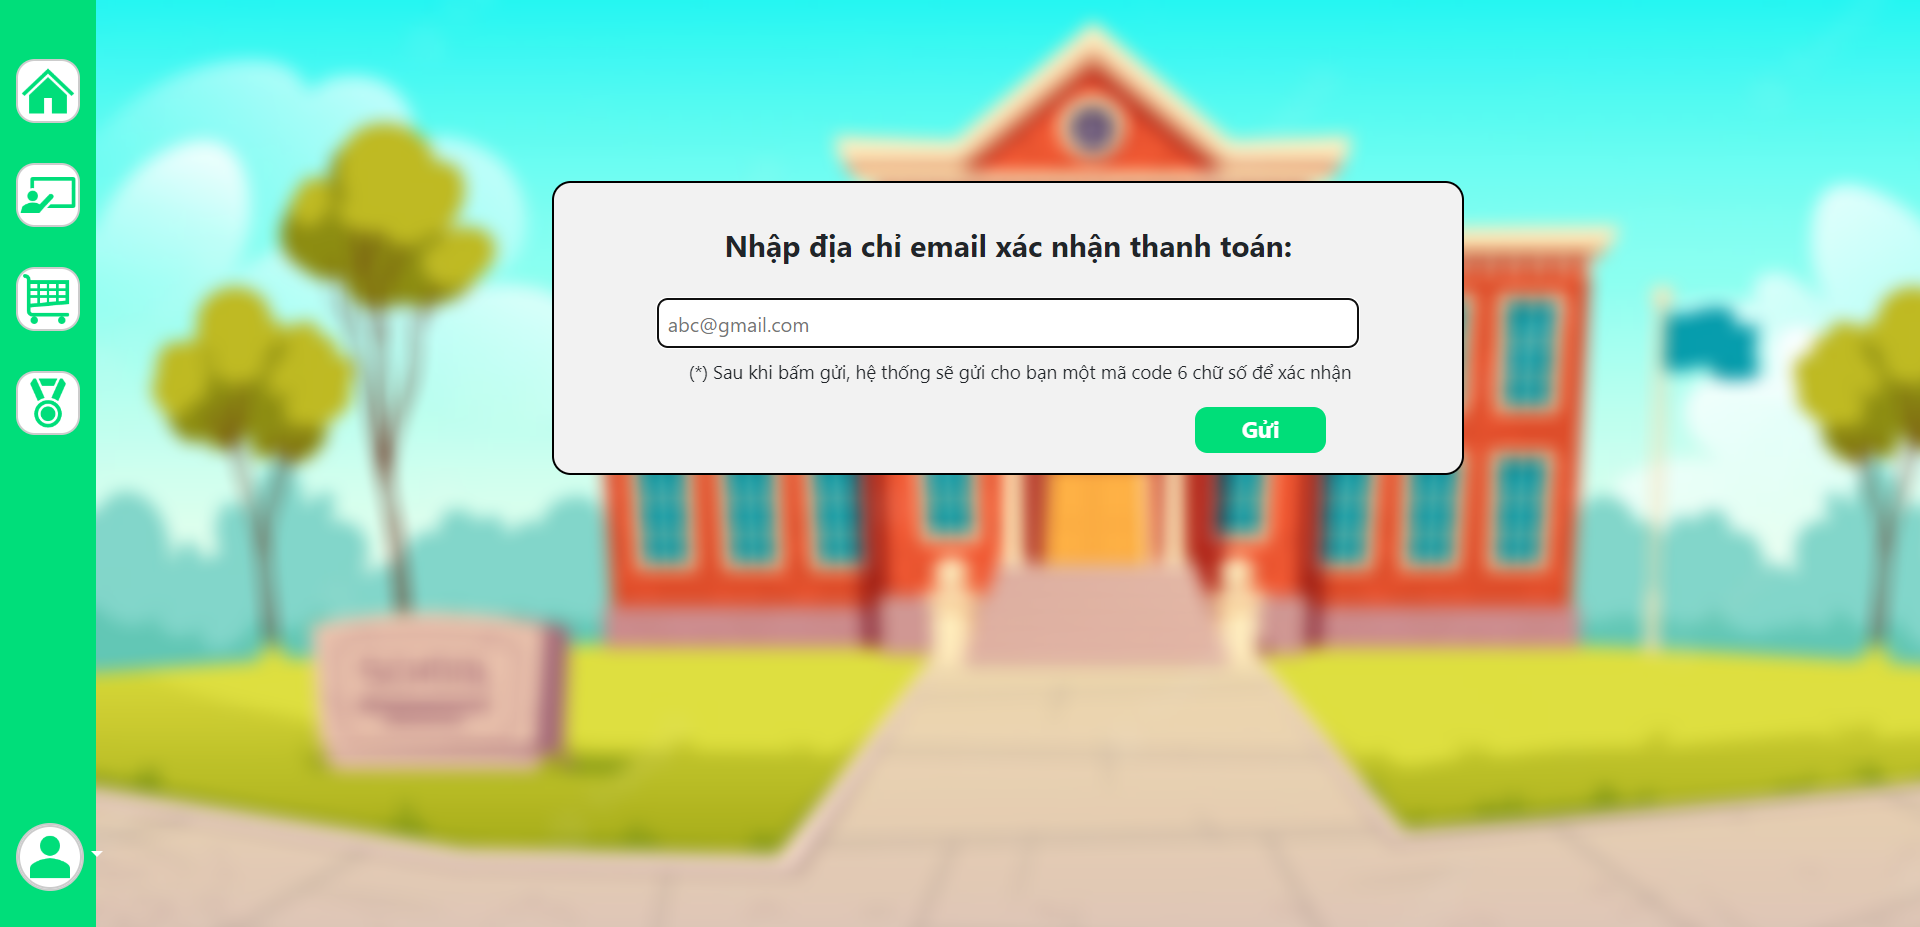 Nhập địa chỉ email xác nhận thanh toán:
abc@gmail.com
(*) Sau khi bấm gửi, hệ thống sẽ gửi cho bạn một mã code 6 chữ số để xác nhận
Gửi